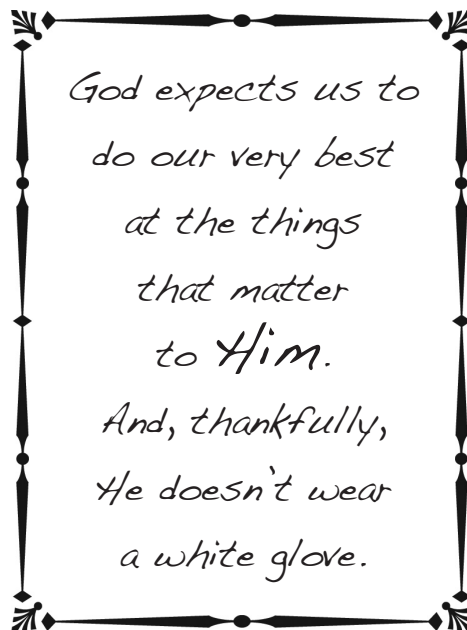 God expects us to
do our very best
at the things
that matter
to Him.
And, thankfully,
He doesn't wear
a white glove.